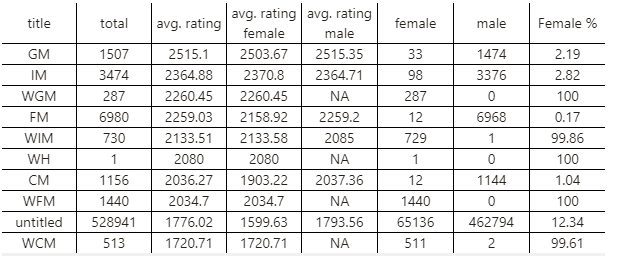 title total avg. rating avg. rating female avg. rating male female male Female %
GM 1507 2515.1 2503.67 2515.35 33 1474 2.19
IM 3474 2364.88 2370.8 2364.71 98 3376 2.82
WGM 287 2260.45 2260.45 NA 287 0 100
FM 6980 2259.03 2158.92 2259.2 12 6968 0.17
WIM 730 2133.51 2133.58 2085 729 1 99.86
WH 1 2080 2080 NA 1 0 100
CM 1156 2036.27 1903.22 2037.36 12 1144 1.04
WFM 1440 2034.7 2034.7 NA 1440 0 100
untitled 528941 1776.02 1599.63 1793.56 65136 462794 12.34
WCM 513 1720.71 1720.71 NA 511 2 99.61